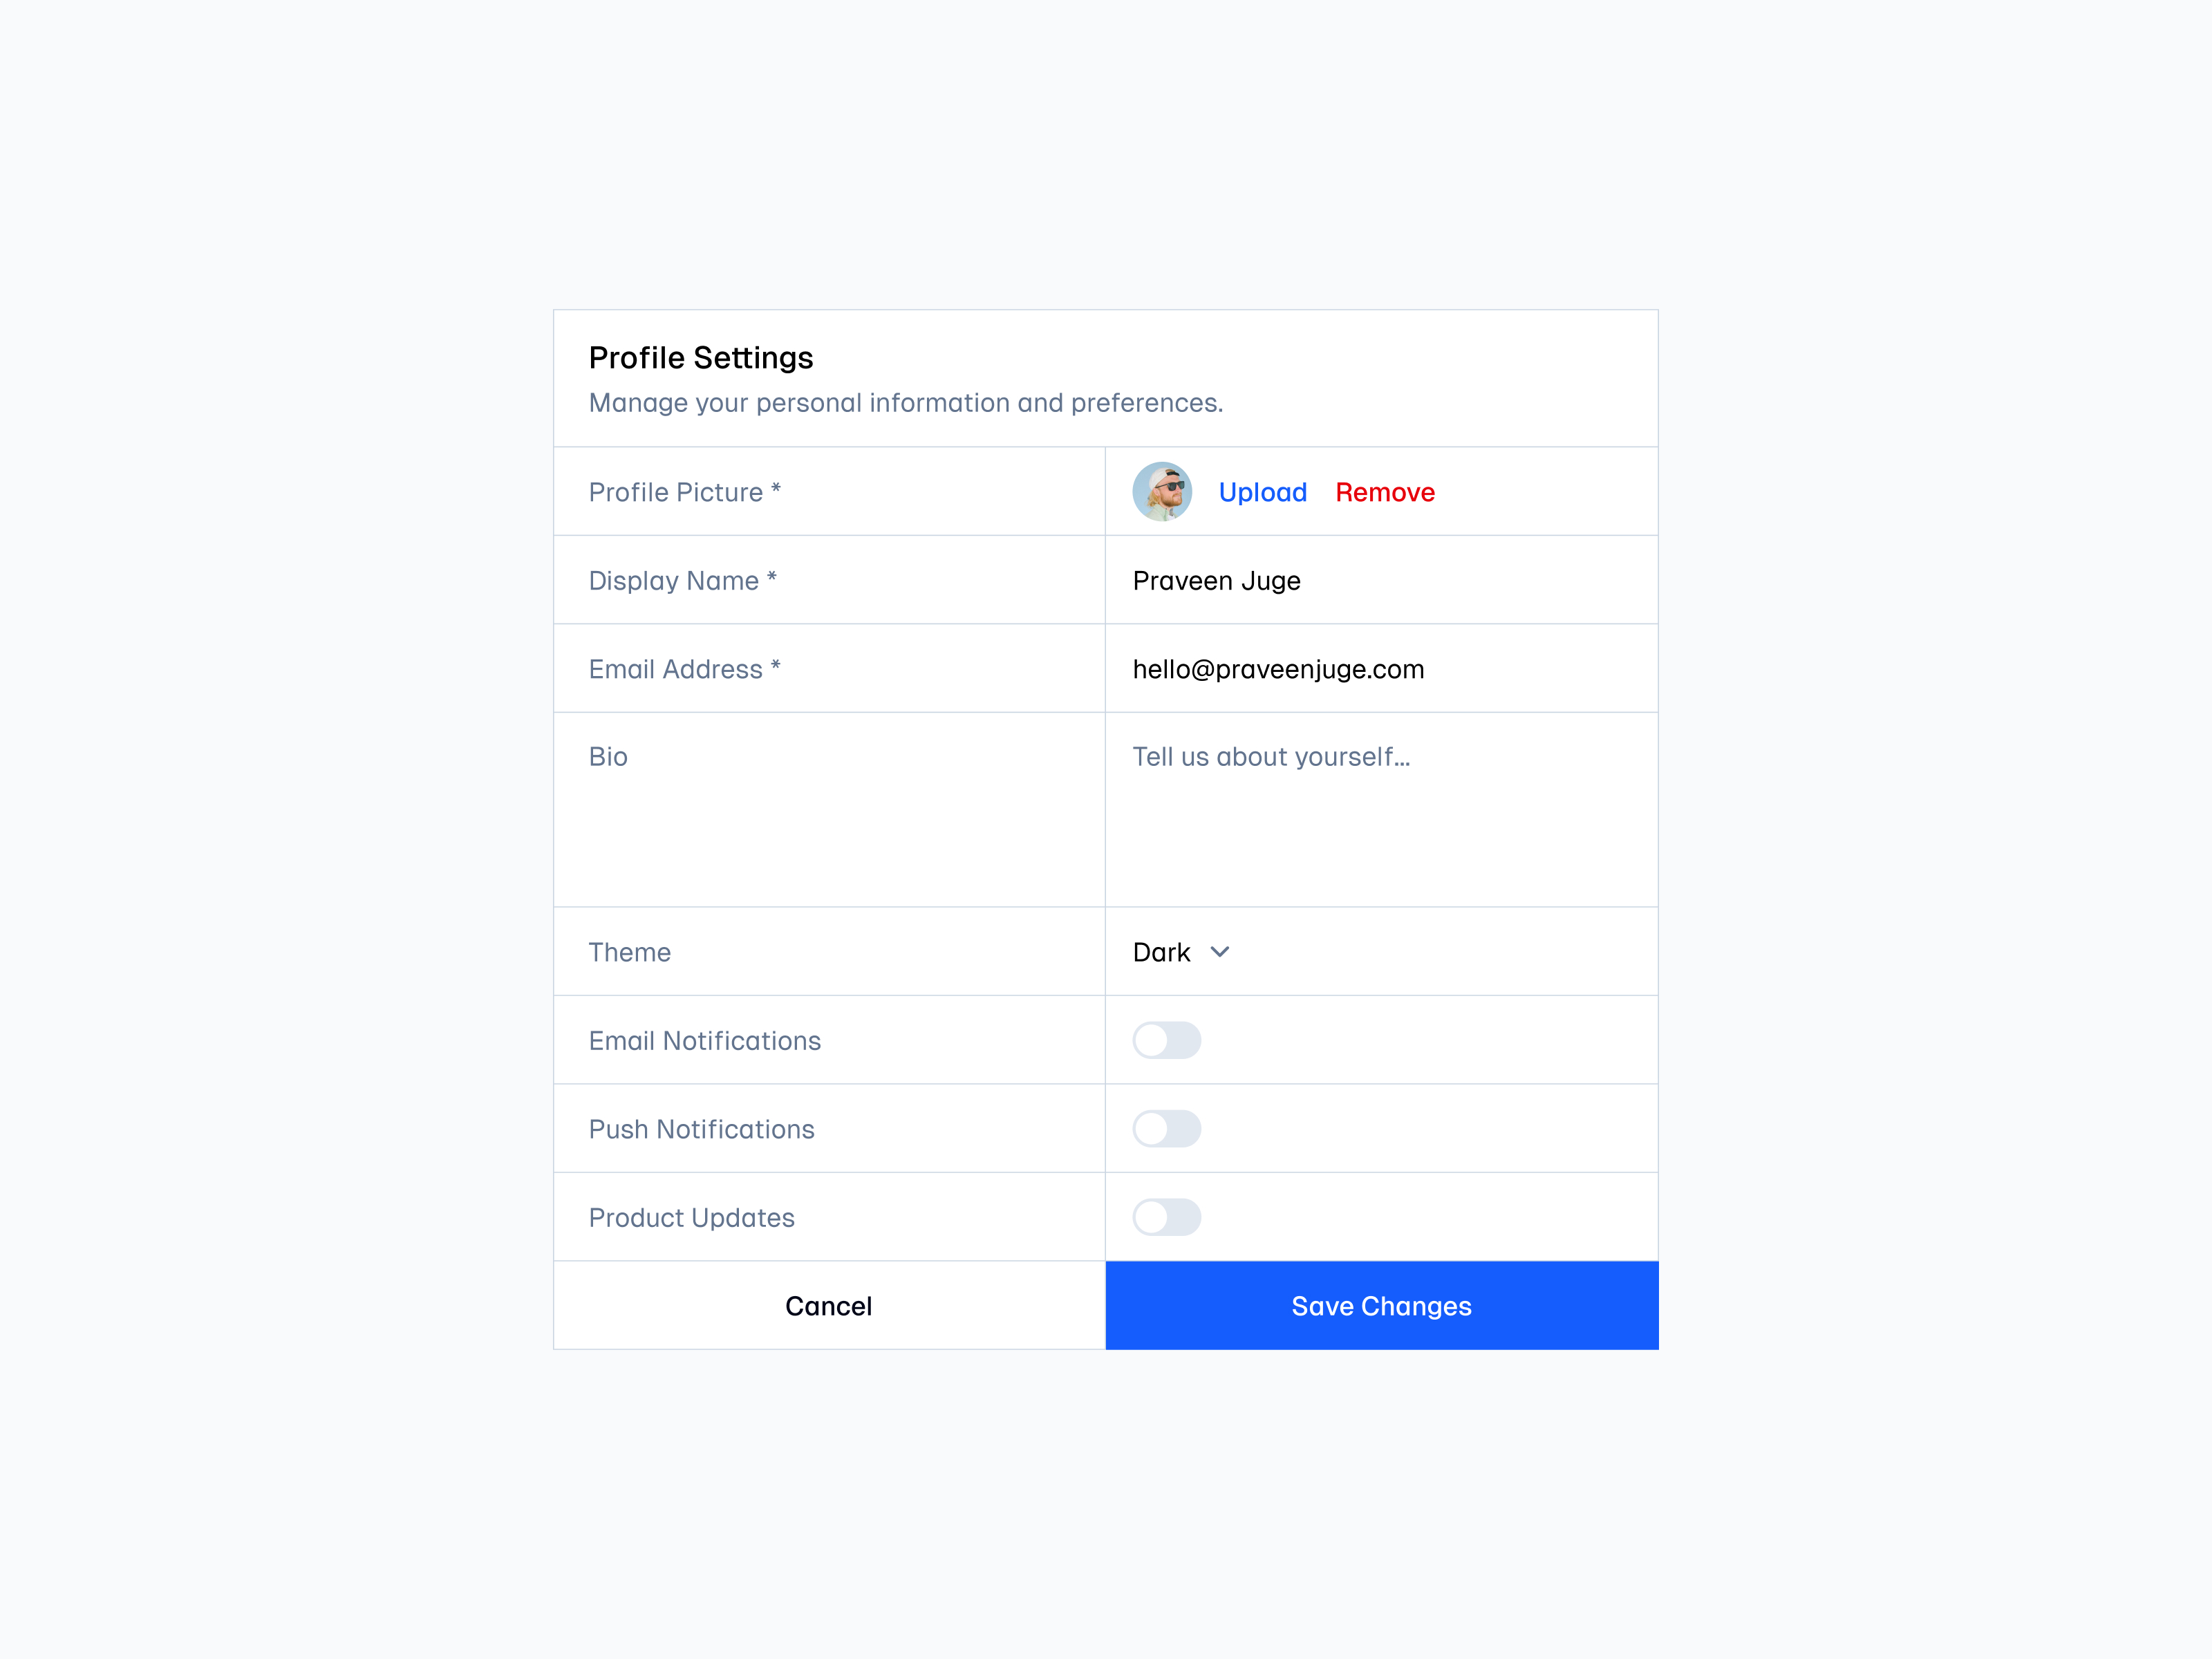 Profile Settings
Manage your personal information and preferences.
Profile Picture *
Upload Remove
Display Name *
Praveen Juge
Email Address *
hello@praveenjuge.com
Bio
Tell us about yourself...
Theme
Dark
Email Notifications
Push Notifications
Product Updates
Cancel
Save Changes